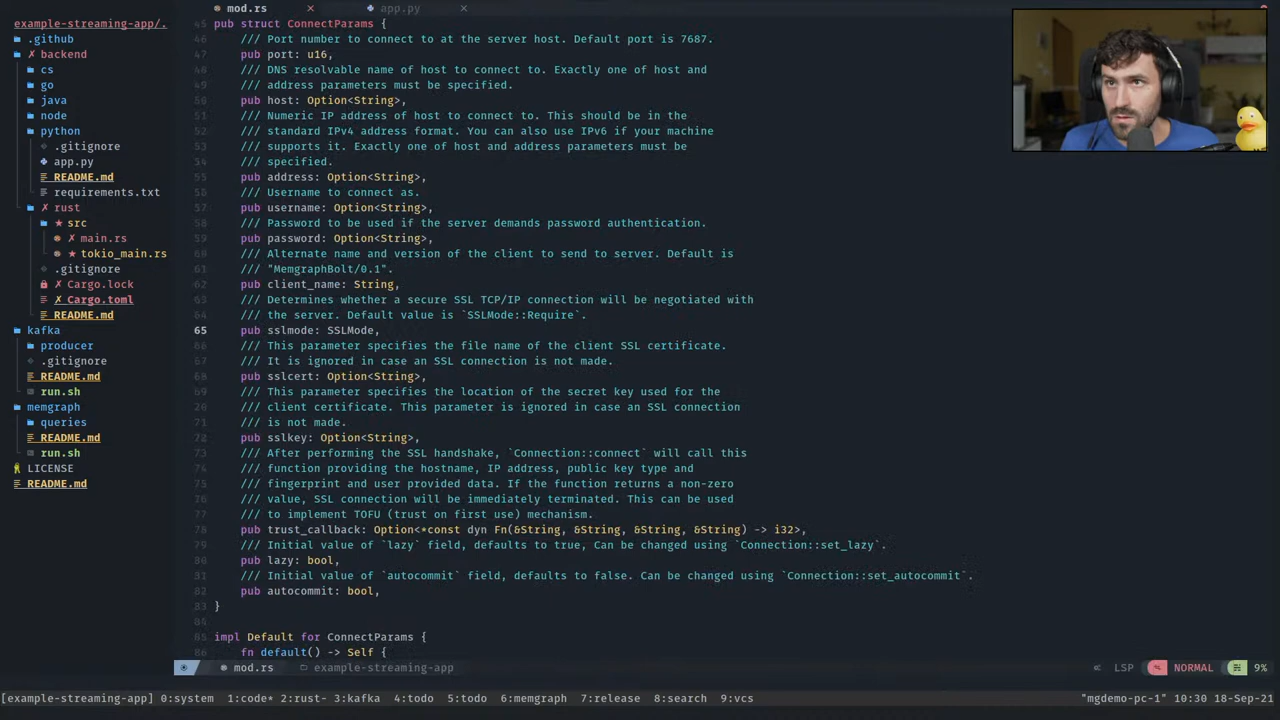 mod.rs ✗ app.py ✗
example-streaming-app/.
.github
✗ backend
cs
go
java
node
python
.gitignore
app.py
README.md
requirements.txt
✗ rust
★ src
✗ main.rs
★ tokio_main.rs
.gitignore
✗ Cargo.lock
✗ Cargo.toml
README.md
kafka
producer
.gitignore
README.md
run.sh
memgraph
queries
README.md
run.sh
LICENSE
README.md
45 pub struct ConnectParams {
46 /// Port number to connect to at the server host. Default port is 7687.
47 pub port: u16,
48 /// DNS resolvable name of host to connect to. Exactly one of host and
49 /// address parameters must be specified.
50 pub host: Option<String>,
51 /// Numeric IP address of host to connect to. This should be in the
52 /// standard IPv4 address format. You can also use IPv6 if your machine
53 /// supports it. Exactly one of host and address parameters must be
54 /// specified.
55 pub address: Option<String>,
56 /// Username to connect as.
57 pub username: Option<String>,
58 /// Password to be used if the server demands password authentication.
59 pub password: Option<String>,
60 /// Alternate name and version of the client to send to server. Default is
61 /// "MemgraphBolt/0.1".
62 pub client_name: String,
63 /// Determines whether a secure SSL TCP/IP connection will be negotiated with
64 /// the server. Default value is `SSLMode::Require`.
65 pub sslmode: SSLMode,
66 /// This parameter specifies the file name of the client SSL certificate.
67 /// It is ignored in case an SSL connection is not made.
68 pub sslcert: Option<String>,
69 /// This parameter specifies the location of the secret key used for the
70 /// client certificate. This parameter is ignored in case an SSL connection
71 /// is not made.
72 pub sslkey: Option<String>,
73 /// After performing the SSL handshake, `Connection::connect` will call this
74 /// function providing the hostname, IP address, public key type and
75 /// fingerprint and user provided data. If the function returns a non-zero
76 /// value, SSL connection will be immediately terminated. This can be used
77 /// to implement TOFU (trust on first use) mechanism.
78 pub trust_callback: Option<*const dyn Fn(&String, &String, &String, &String) -> i32>,
79 /// Initial value of `lazy` field, defaults to true, Can be changed using `Connection::set_lazy`.
80 pub lazy: bool,
81 /// Initial value of `autocommit` field, defaults to false. Can be changed using `Connection::set_autocommit`.
82 pub autocommit: bool,
83 }
84
85 impl Default for ConnectParams {
86 fn default() -> Self {
mod.rs example-streaming-app LSP NORMAL 9%
[example-streaming-app] 0:system 1:code* 2:rust- 3:kafka 4:todo 5:todo 6:memgraph 7:release 8:search 9:vcs "mgdemo-pc-1" 10:30 18-Sep-21